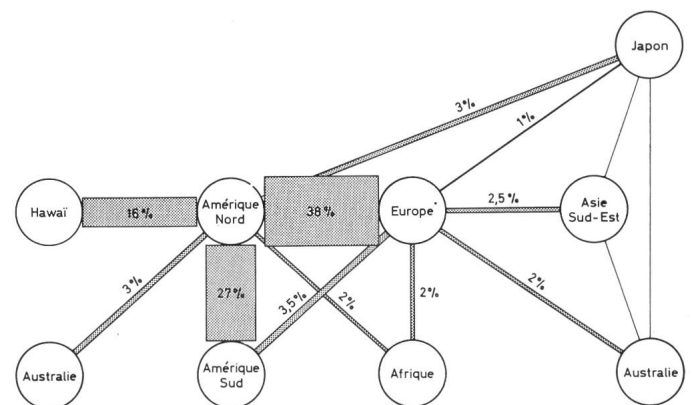 Japon
3%
1%
Hawaï
16%
Amérique
Nord
38%
Europe
2,5%
Asie
Sud-Est
3%
27%
3,5%
2%
2%
2%
Australie
Amérique
Sud
Afrique
Australie